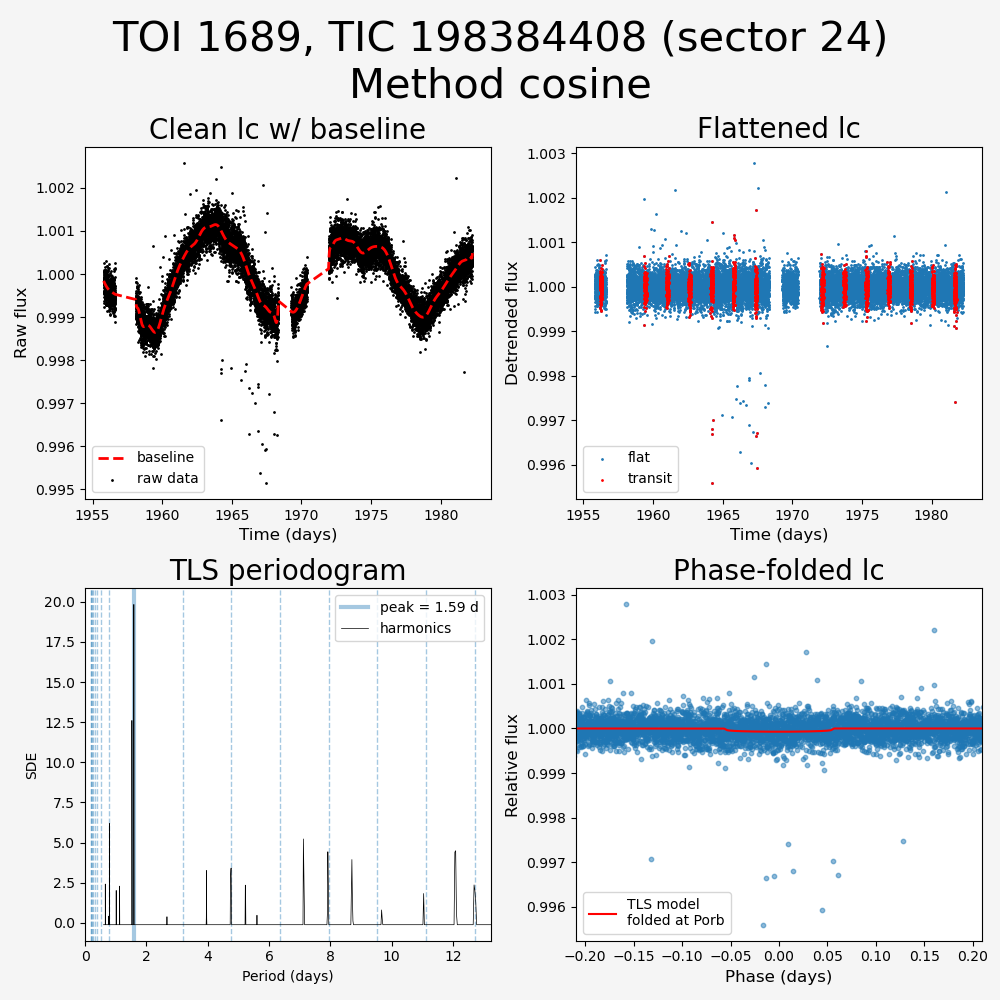 TOI 1689, TIC 198384408 (sector 24)
Method cosine
Clean lc w/ baseline
Raw flux
1.002
1.001
1.000
0.999
0.998
0.997
0.996
0.995
baseline
raw data
1955 1960 1965 1970 1975 1980
Time (days)
Flattened lc
Detrended flux
1.003
1.002
1.001
1.000
0.999
0.998
0.997
0.996
flat
transit
1955 1960 1965 1970 1975 1980
Time (days)
TLS periodogram
SDE
20.0
17.5
15.0
12.5
10.0
7.5
5.0
2.5
0.0
peak = 1.59 d
harmonics
0 2 4 6 8 10 12
Period (days)
Phase-folded lc
Relative flux
1.003
1.002
1.001
1.000
0.999
0.998
0.997
0.996
TLS model
folded at Porb
−0.20 −0.15 −0.10 −0.05 0.00 0.05 0.10 0.15 0.20
Phase (days)